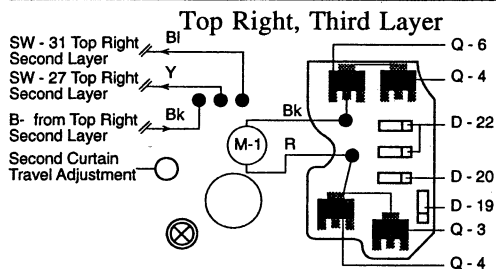 Top Right, Third Layer
SW - 31 Top Right
Second Layer
Bl
SW - 27 Top Right
Second Layer
Y
B- from Top Right
Second Layer
Bk
Second Curtain
Travel Adjustment
M-1
Bk
R
Q - 6
Q - 4
D - 22
D - 20
D - 19
Q - 3
Q - 4